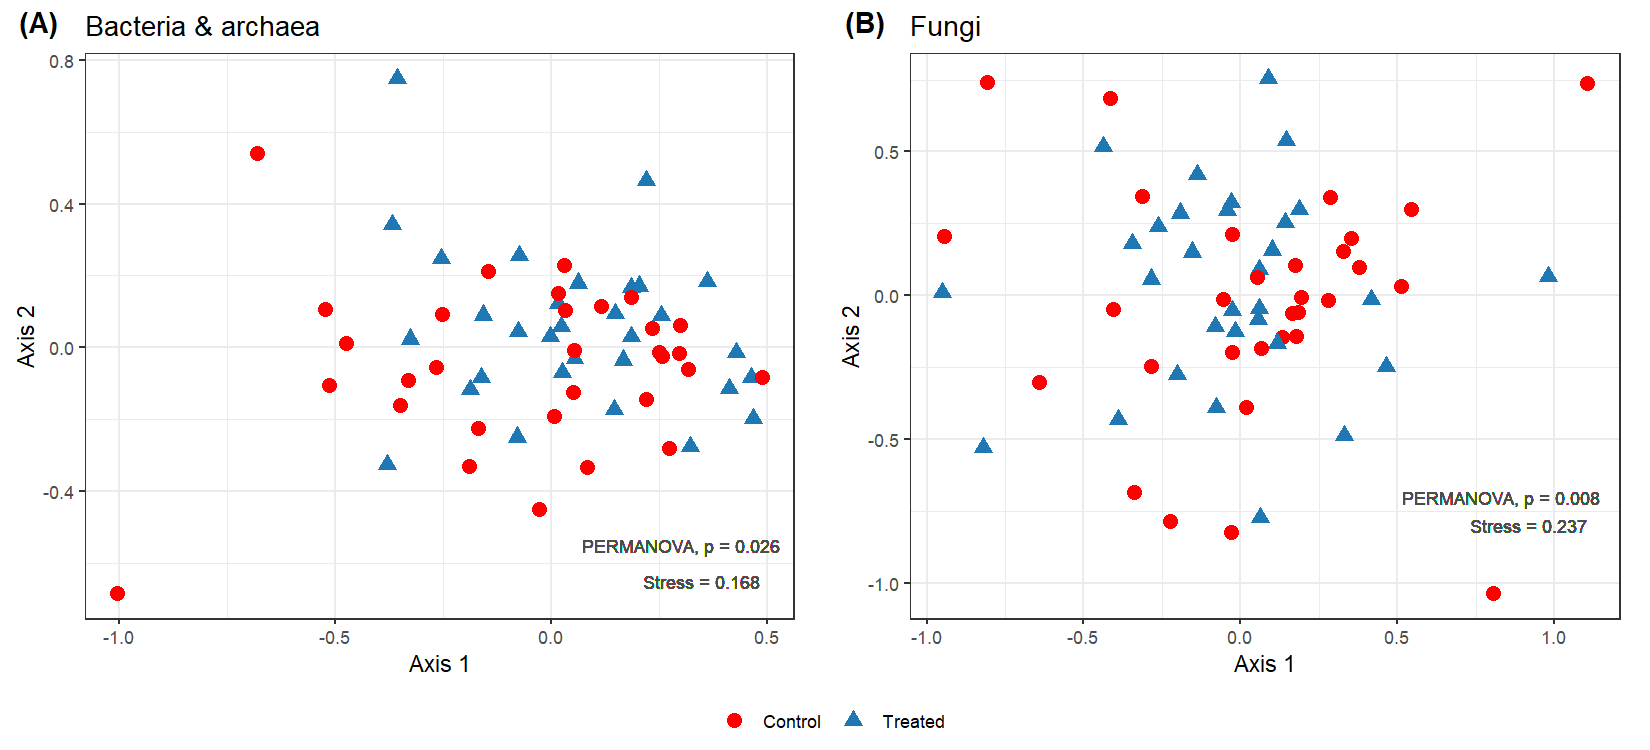 (A) Bacteria & archaea
0.8
0.4
0.0
-0.4
Axis 2
PERMANOVA, p = 0.026
Stress = 0.168
-1.0 -0.5 0.0 0.5
Axis 1
(B) Fungi
0.5
0.0
-0.5
-1.0
Axis 2
PERMANOVA, p = 0.008
Stress = 0.237
-1.0 -0.5 0.0 0.5 1.0
Axis 1
Control Treated